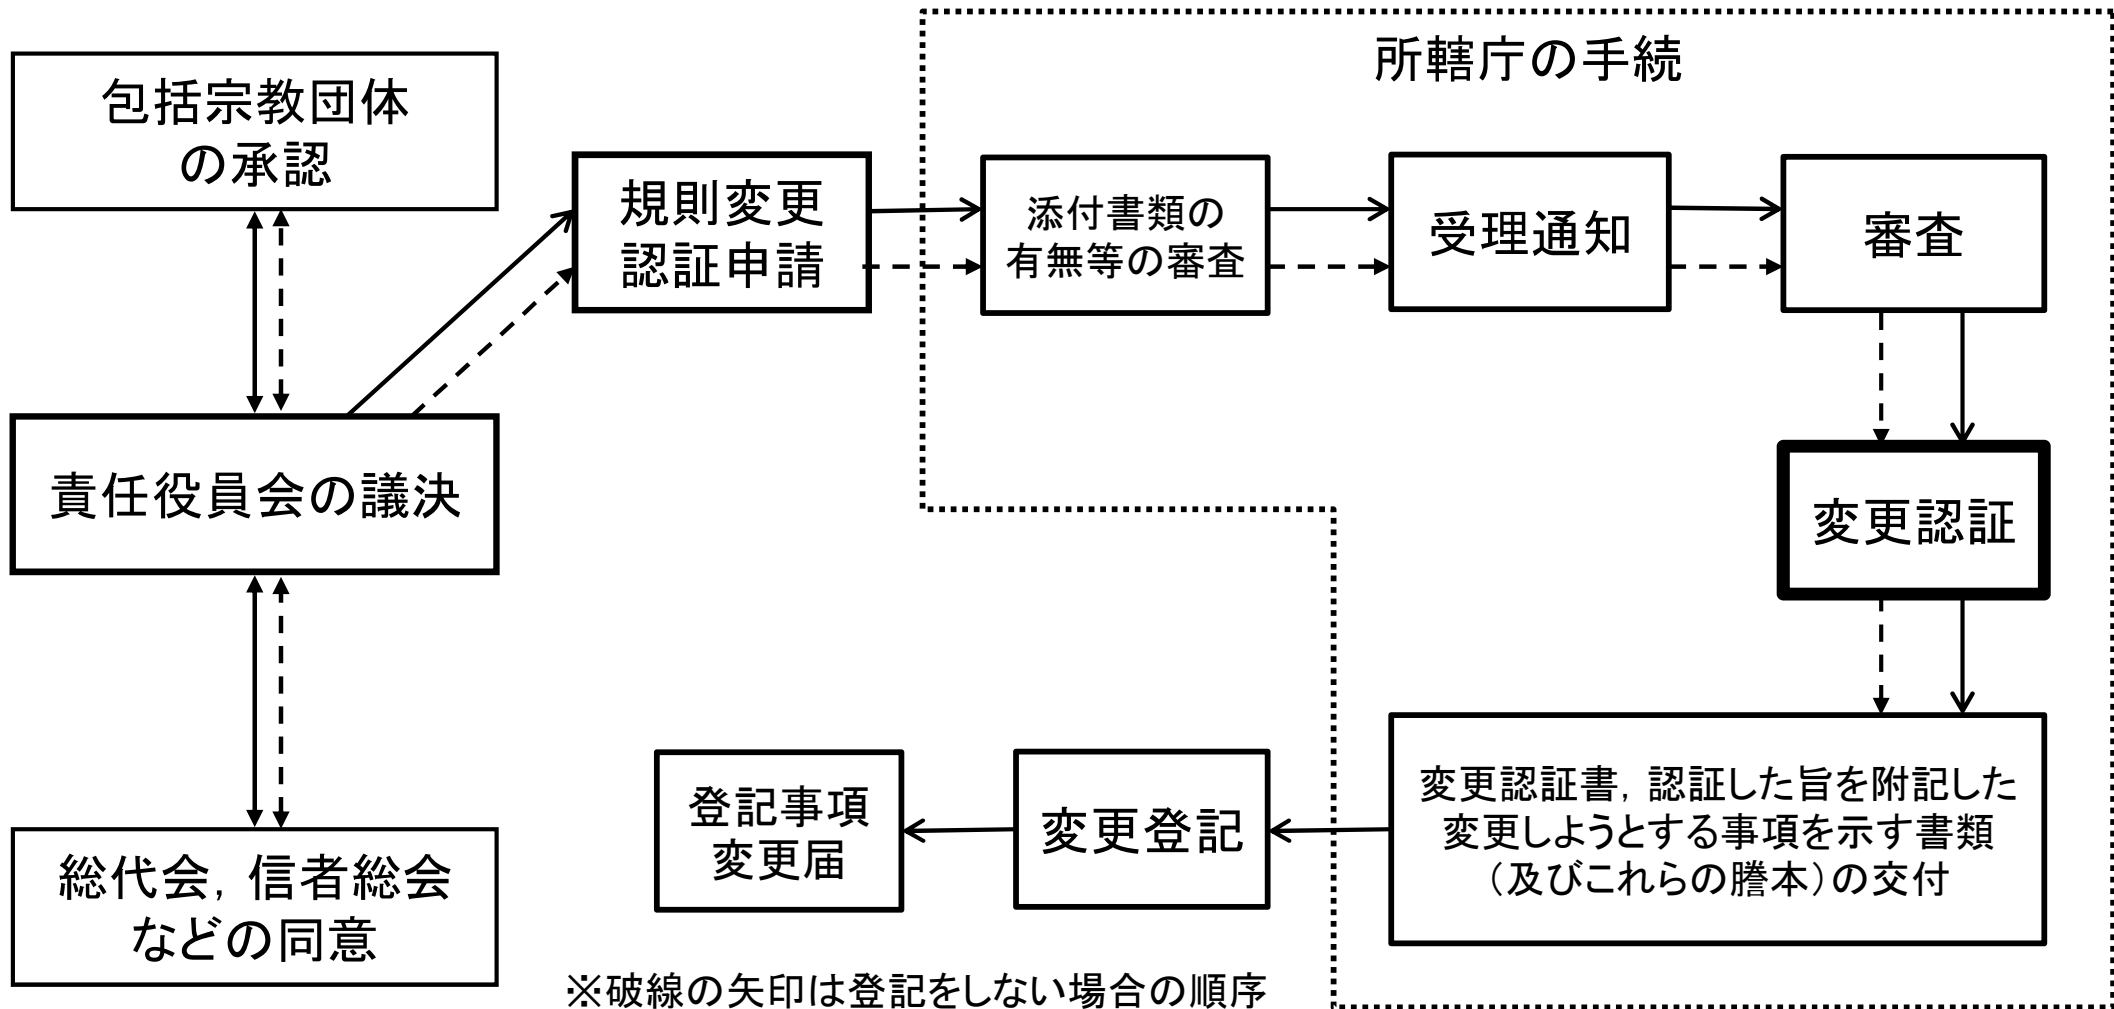 所轄庁の手続
包括宗教団体
の承認
規則変更
認証申請
添付書類の
有無等の審査
受理通知
審査
責任役員会の議決
変更認証
総代会，信者総会
などの同意
登記事項
変更届
変更登記
変更認証書，認証した旨を附記した
変更しようとする事項を示す書類
（及びこれらの謄本）の交付
※破線の矢印は登記をしない場合の順序